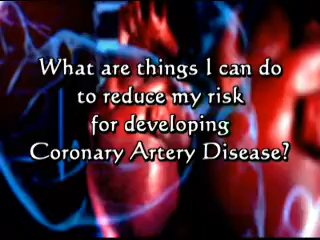 What are things I can do
to reduce my risk
for developing
Coronary Artery Disease?